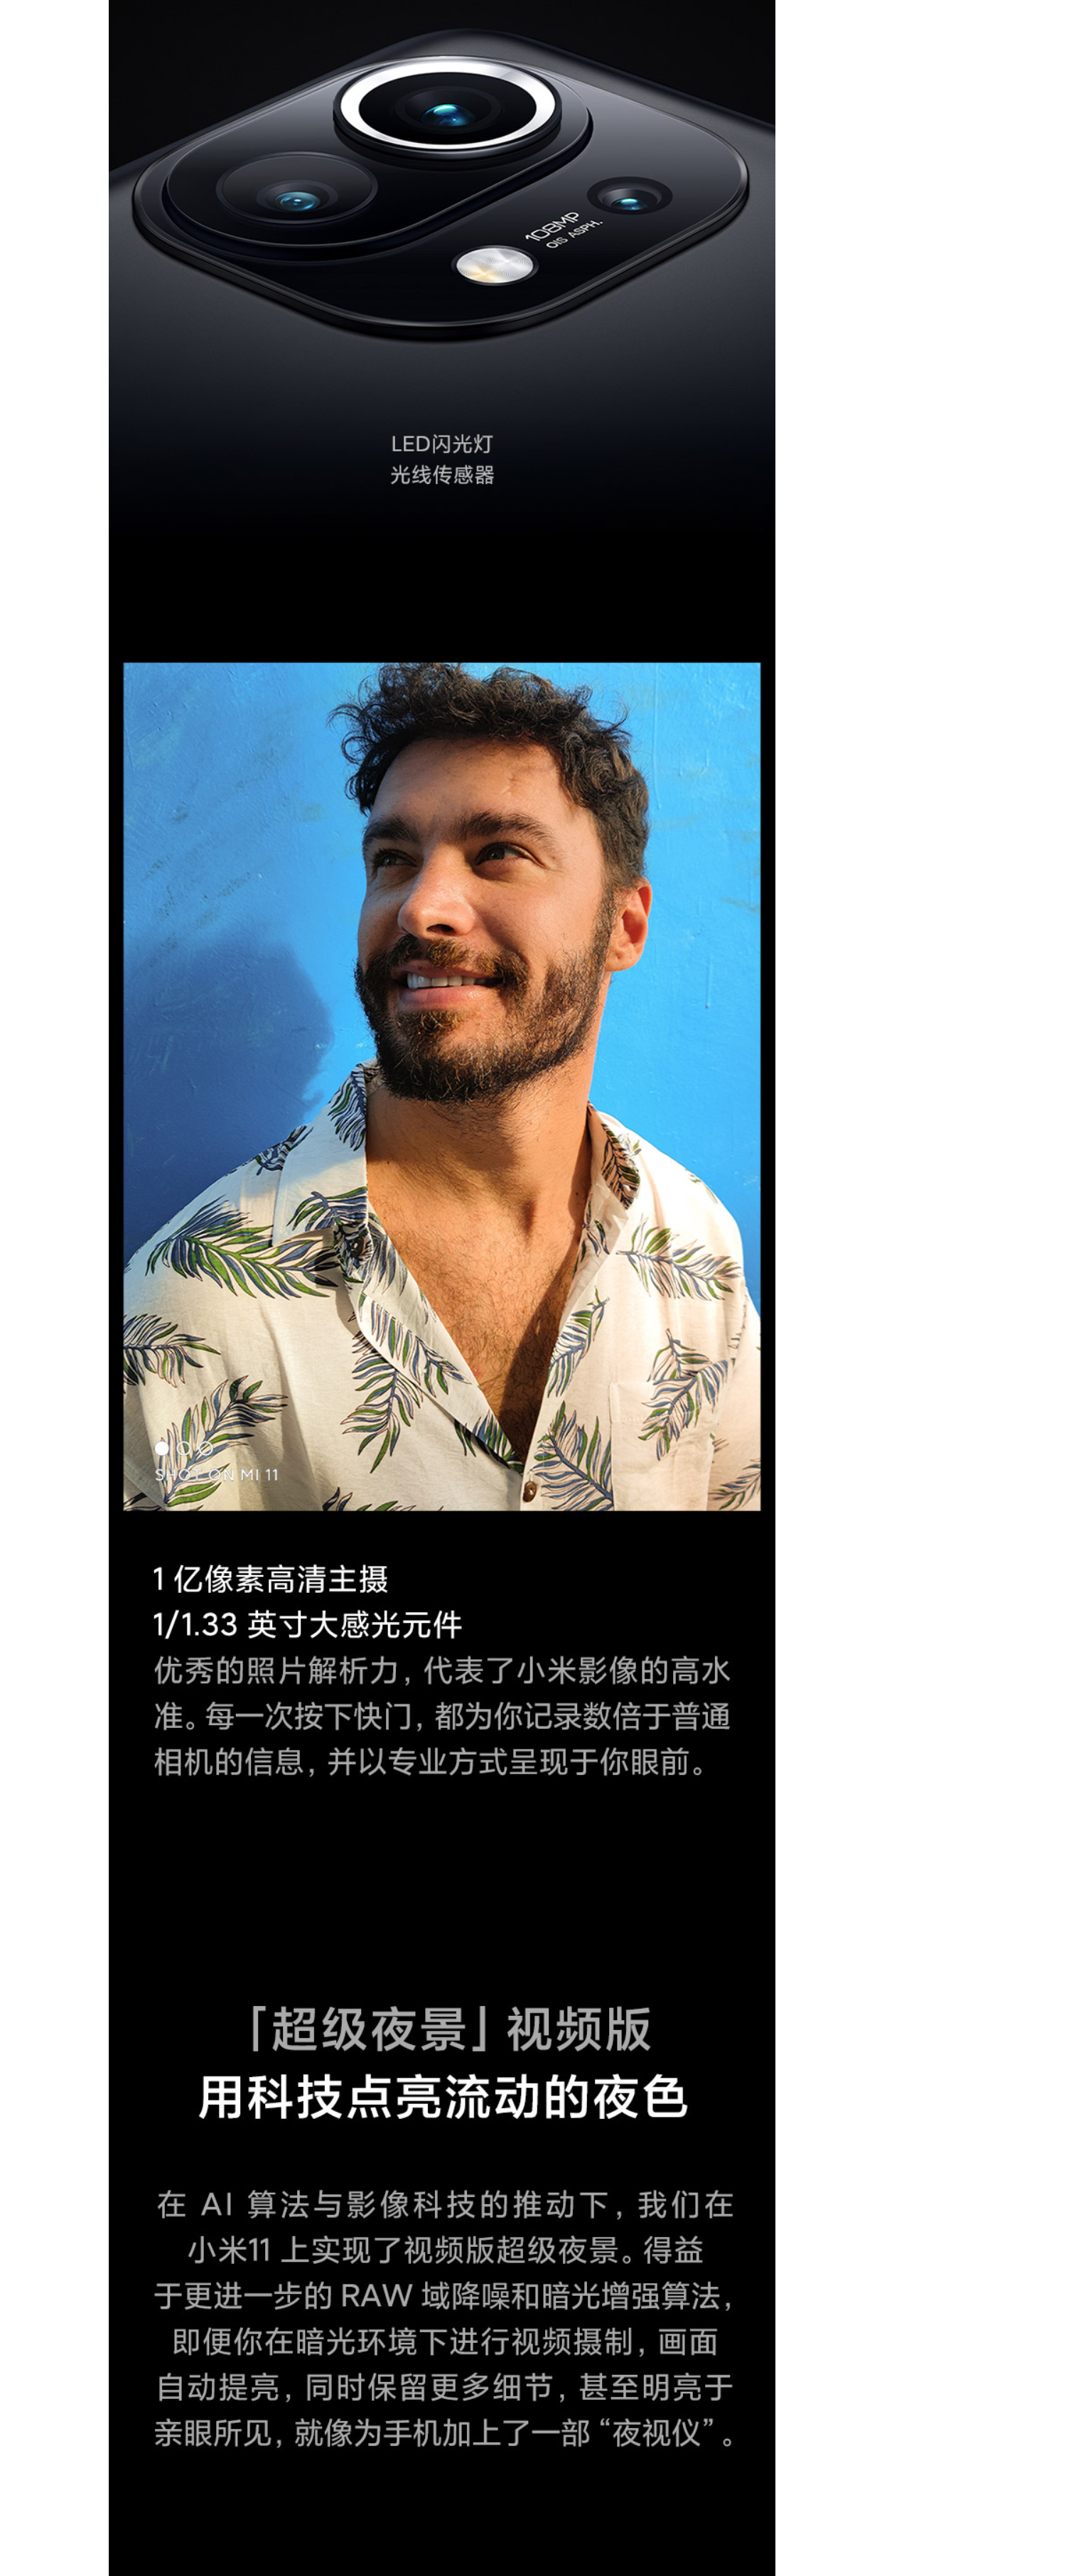 108MP
OIS ASPH.
LED闪光灯
光线传感器
SHOT ON MI 11
1 亿像素高清主摄
1/1.33 英寸大感光元件
优秀的照片解析力，代表了小米影像的高水
准。每一次按下快门，都为你记录数倍于普通
相机的信息，并以专业方式呈现于你眼前。
「超级夜景」视频版
用科技点亮流动的夜色
在 AI 算法与影像科技的推动下，我们在
小米11 上实现了视频版超级夜景。得益
于更进一步的 RAW 域降噪和暗光增强算法，
即便你在暗光环境下进行视频摄制，画面
自动提亮，同时保留更多细节，甚至明亮于
亲眼所见，就像为手机加上了一部 “夜视仪” 。